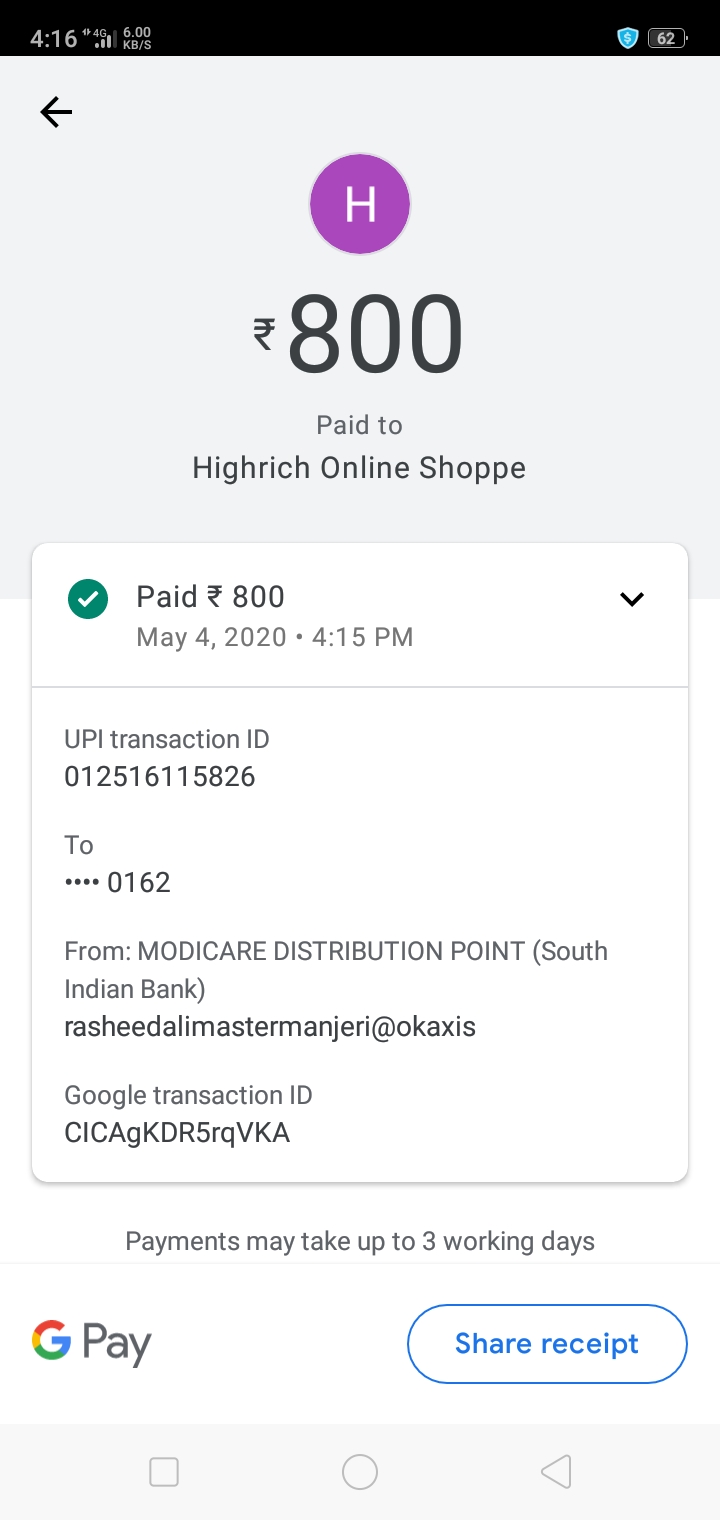 4:16 4G 6.00 KB/S 62
H
₹800
Paid to
Highrich Online Shoppe
Paid ₹ 800
May 4, 2020 • 4:15 PM
UPI transaction ID
012516115826
To
•••• 0162
From: MODICARE DISTRIBUTION POINT (South
Indian Bank)
rasheedalimastermanjeri@okaxis
Google transaction ID
CICAgKDR5rqVKA
Payments may take up to 3 working days
G Pay
Share receipt